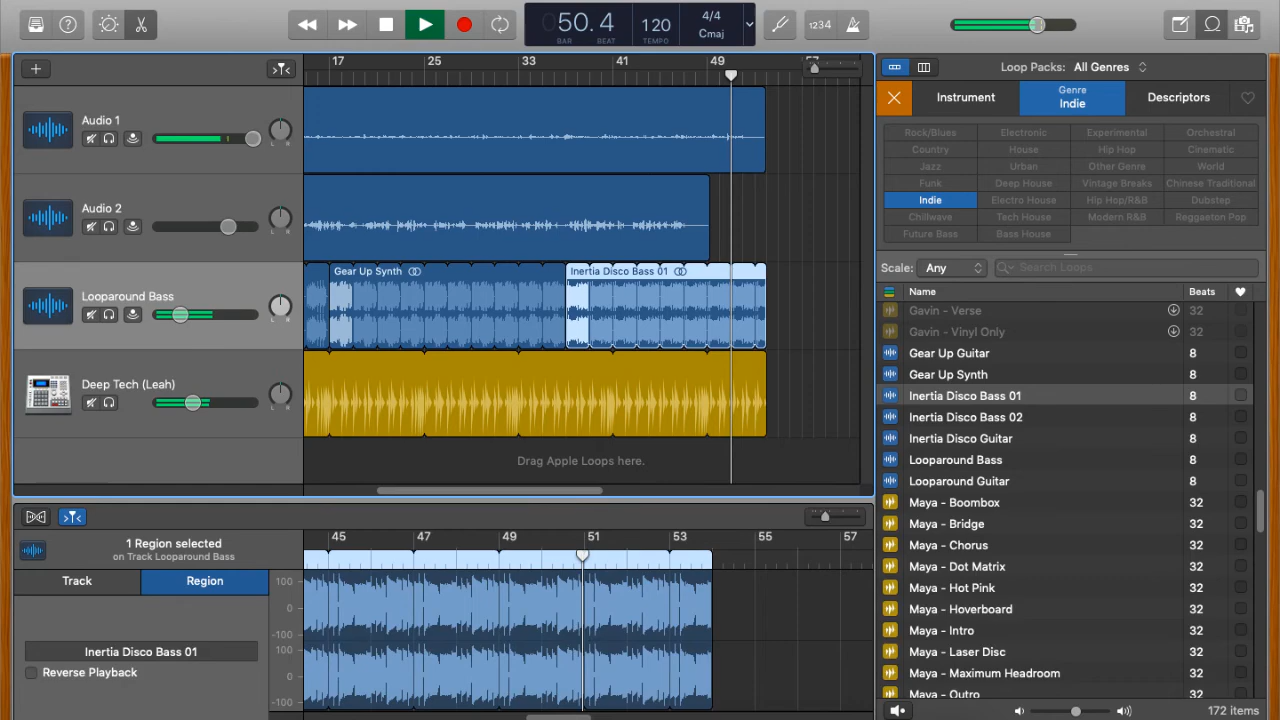 50.4
BAR
BEAT
120
TEMPO
4/4
Cmaj
1234
17
25
33
41
49
57
Loop Packs: All Genres
Instrument
Genre
Indie
Descriptors
Rock/Blues
Electronic
Experimental
Orchestral
Country
House
Hip Hop
Cinematic
Jazz
Urban
Other Genre
World
Funk
Deep House
Vintage Breaks
Chinese Traditional
Indie
Electro House
Hip Hop/R&B
Dubstep
Chillwave
Tech House
Modern R&B
Reggaeton Pop
Future Bass
Bass House
Audio 1
L R
Audio 2
L R
Looparound Bass
L R
Deep Tech (Leah)
L R
Gear Up Synth
Inertia Disco Bass 01
Drag Apple Loops here.
Scale: Any
Search Loops
Name
Beats
Gavin - Verse
32
Gavin - Vinyl Only
32
Gear Up Guitar
8
Gear Up Synth
8
Inertia Disco Bass 01
8
Inertia Disco Bass 02
8
Inertia Disco Guitar
8
Looparound Bass
8
Looparound Guitar
8
Maya - Boombox
32
Maya - Bridge
32
Maya - Chorus
32
Maya - Dot Matrix
32
Maya - Hot Pink
32
Maya - Hoverboard
32
Maya - Intro
32
Maya - Laser Disc
32
Maya - Maximum Headroom
32
Maya - Outro
32
172 items
1 Region selected
on Track Looparound Bass
Track
Region
Inertia Disco Bass 01
Reverse Playback
45
47
49
51
53
55
57
100
0
-100
100
0
-100